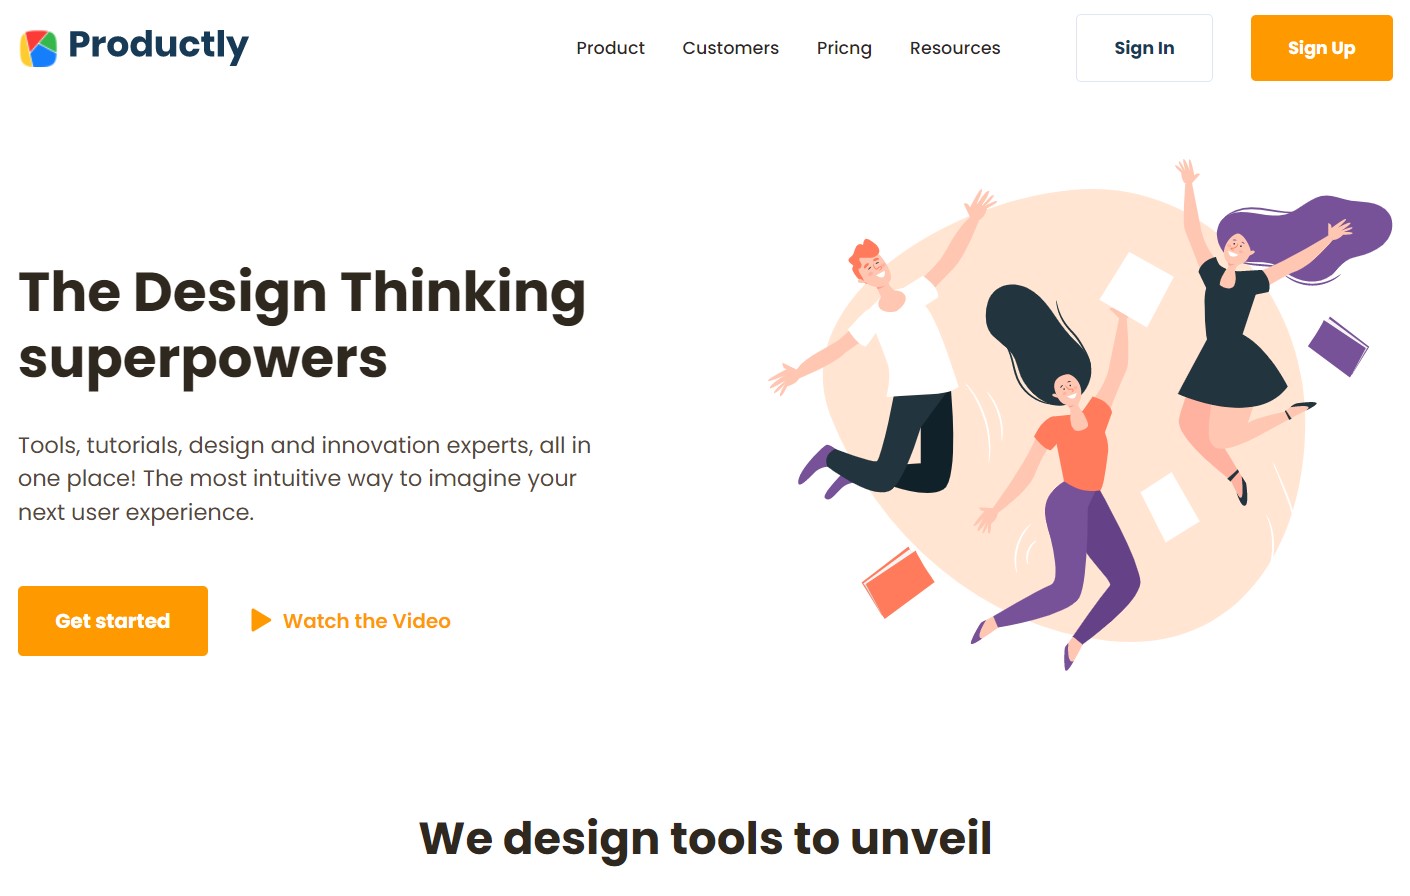 Productly
Product
Customers
Pricng
Resources
Sign In
Sign Up
The Design Thinking
superpowers
Tools, tutorials, design and innovation experts, all in
one place! The most intuitive way to imagine your
next user experience.
Get started
Watch the Video
We design tools to unveil